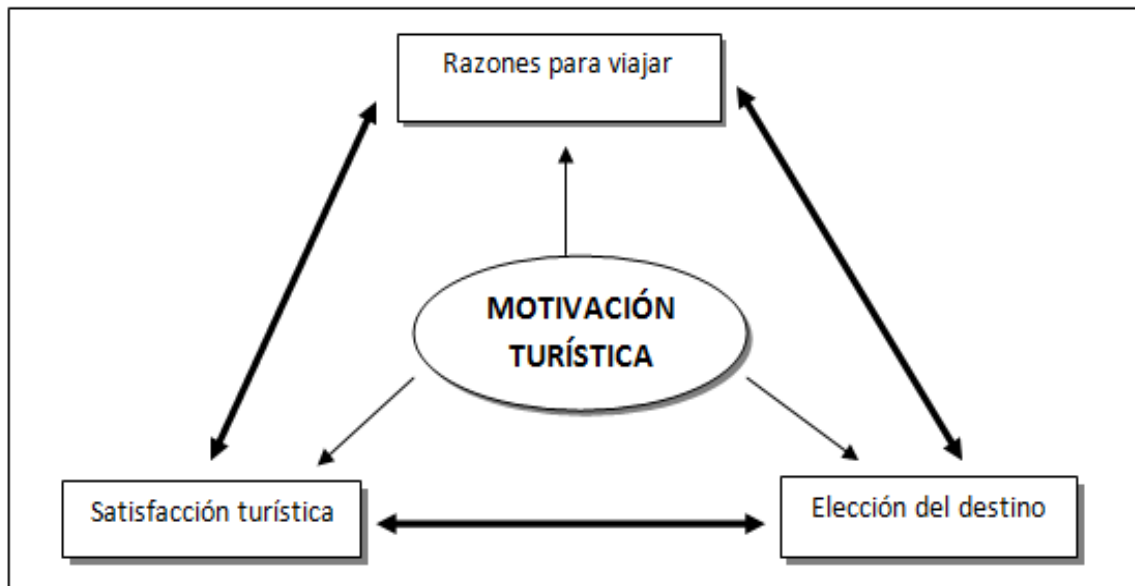 Razones para viajar
MOTIVACIÓN
TURÍSTICA
Satisfacción turística
Elección del destino